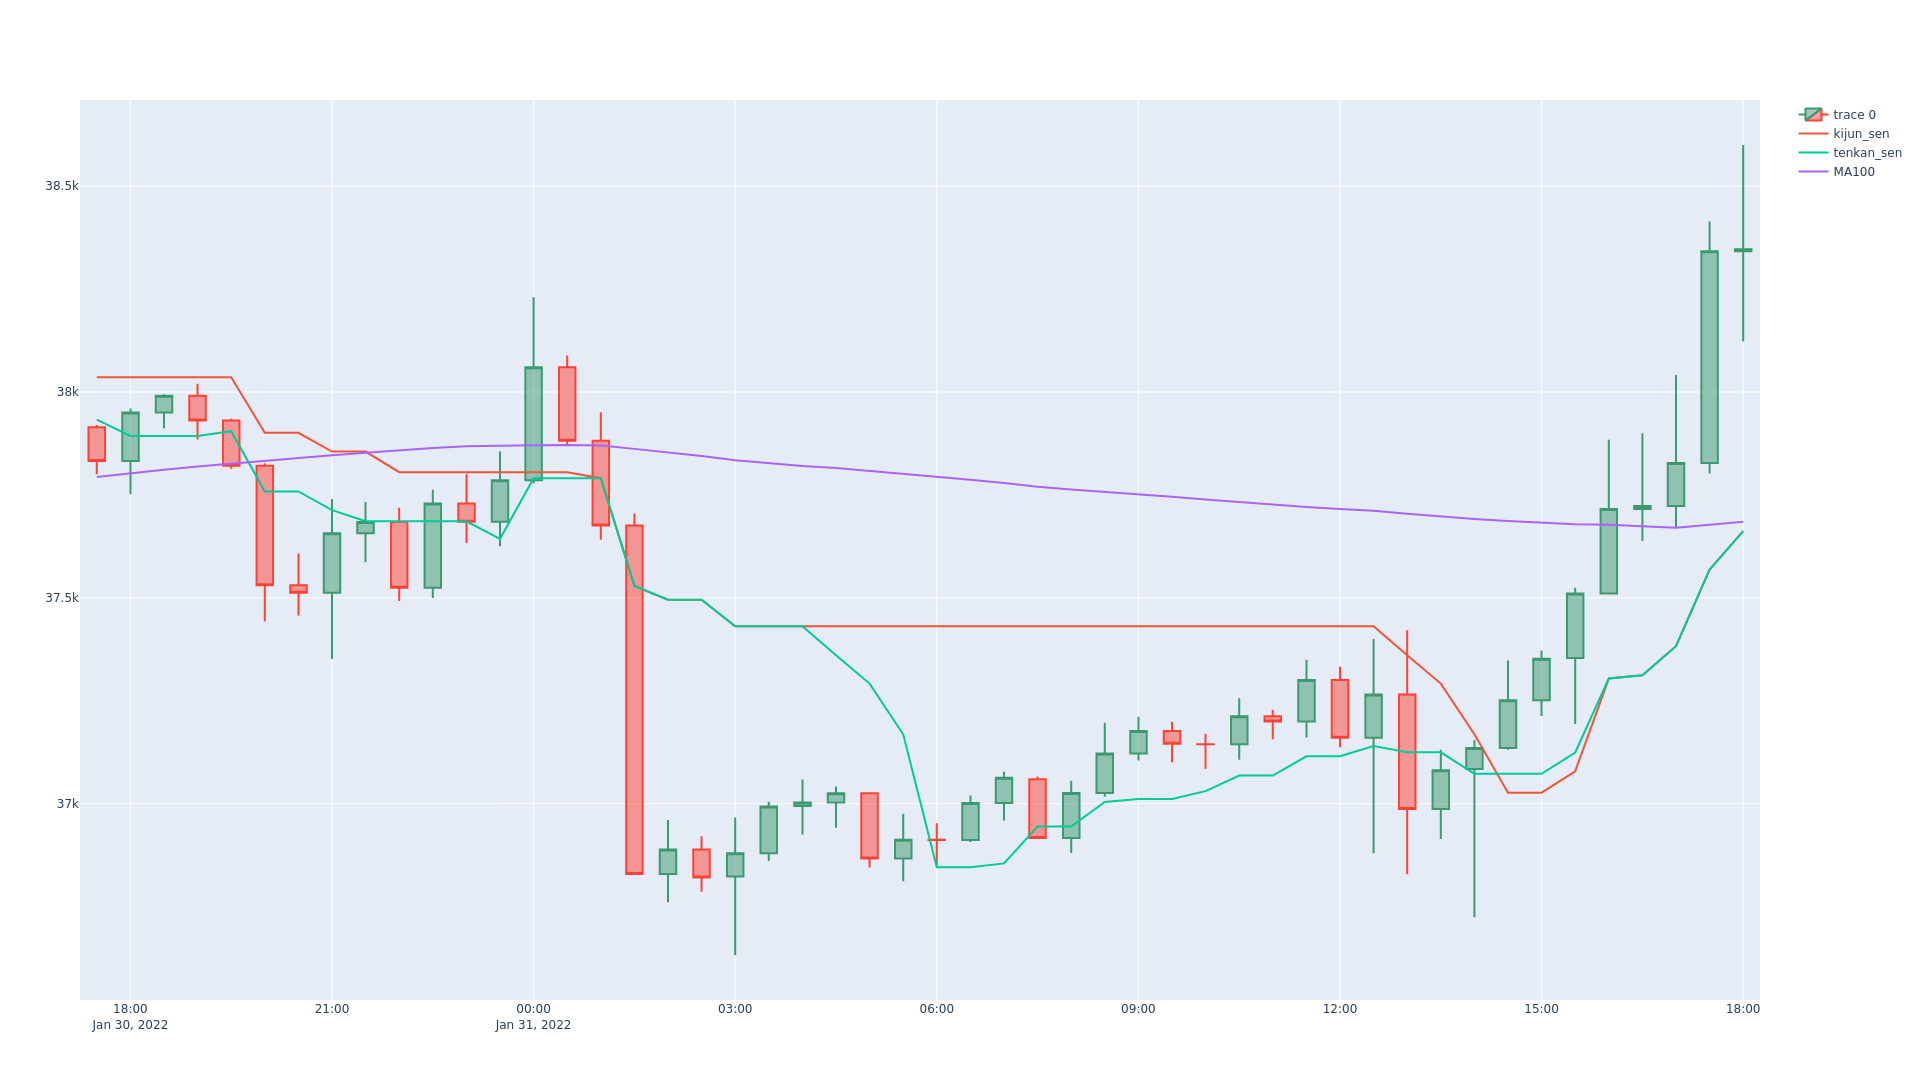 trace 0
kijun_sen
tenkan_sen
MA100
38.5k
38k
37.5k
37k
18:00 21:00 00:00 03:00 06:00 09:00 12:00 15:00 18:00
Jan 30, 2022 Jan 31, 2022